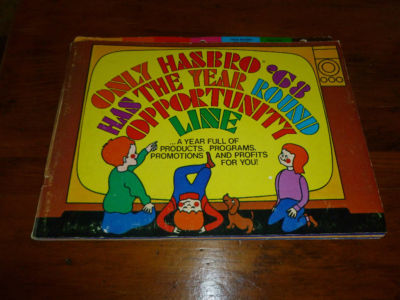 ONLY HASBRO '68
HAS THE YEAR ROUND
OPPORTUNITY
LINE
...A YEAR FULL OF
PRODUCTS, PROGRAMS,
PROMOTIONS AND PROFITS
FOR YOU!